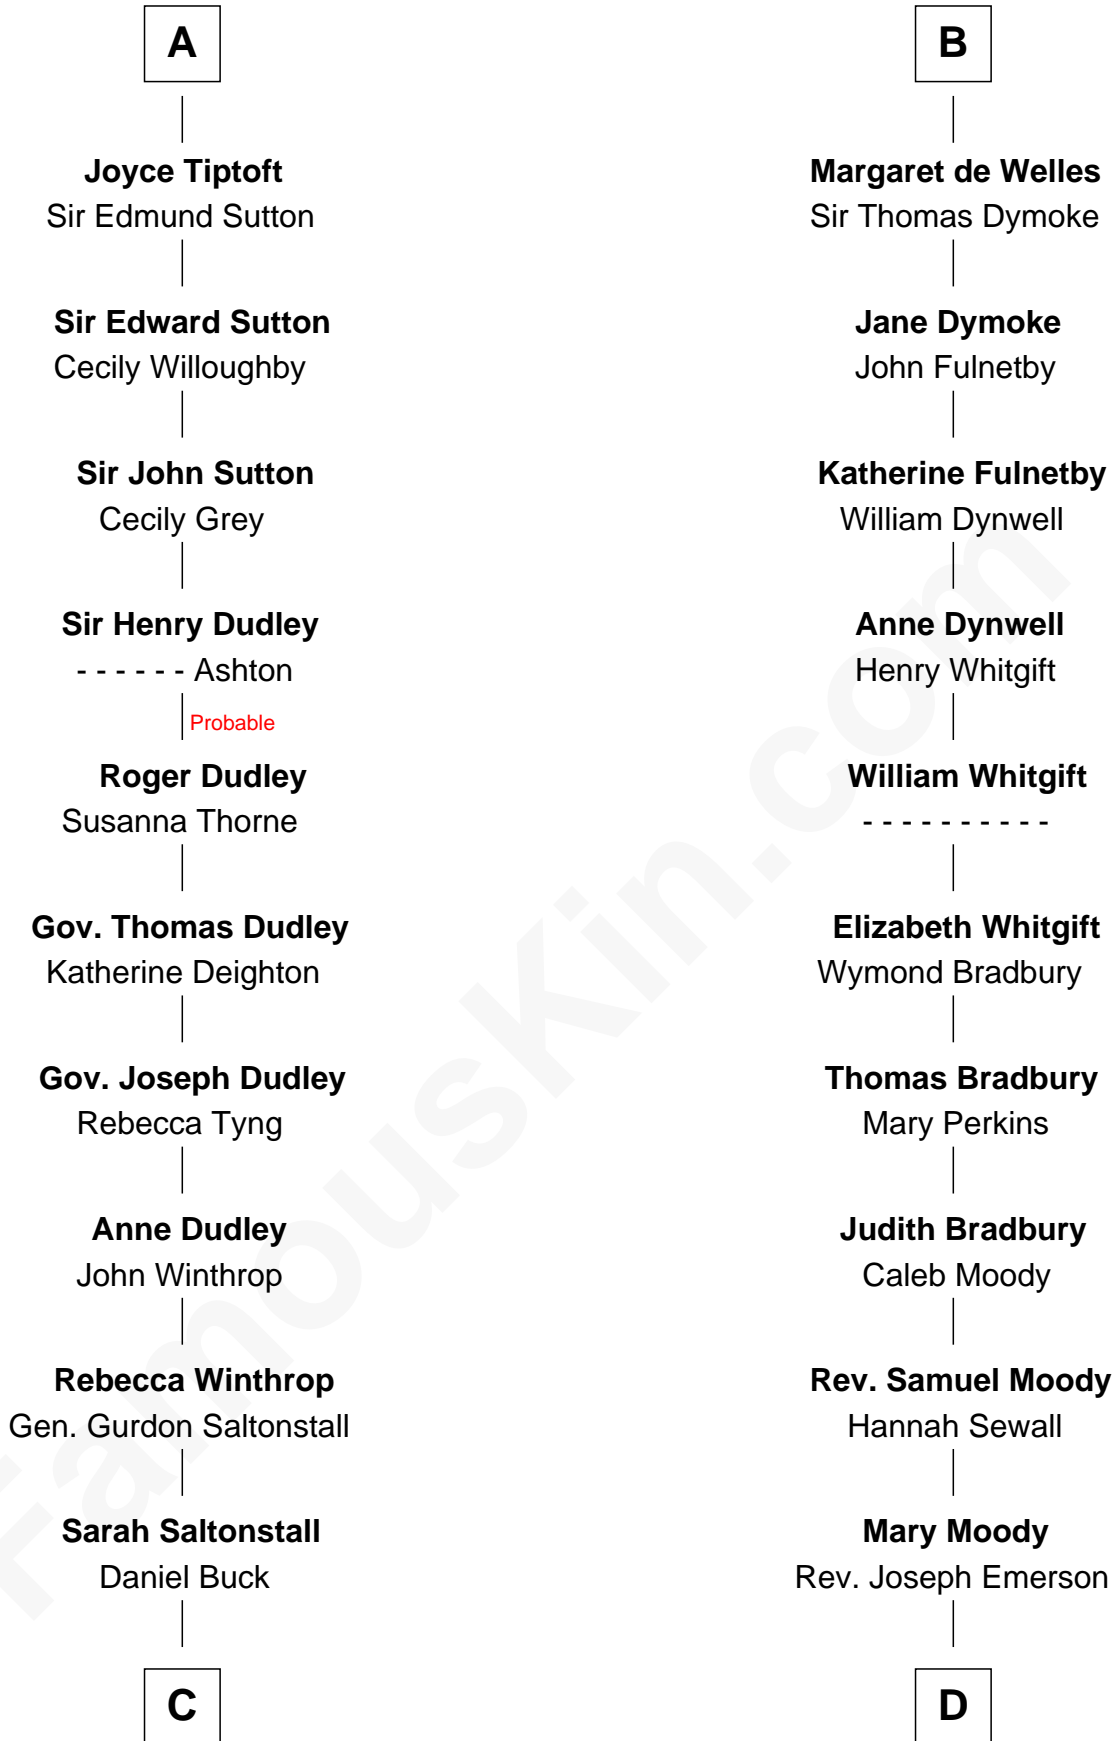 A
Joyce Tiptoft
Sir Edmund Sutton
Sir Edward Sutton
Cecily Willoughby
Sir John Sutton
Cecily Grey
Sir Henry Dudley
- - - - - - Ashton
Probable
Roger Dudley
Susanna Thorne
Gov. Thomas Dudley
Katherine Deighton
Gov. Joseph Dudley
Rebecca Tyng
Anne Dudley
John Winthrop
Rebecca Winthrop
Gen. Gurdon Saltonstall
Sarah Saltonstall
Daniel Buck
C
B
Margaret de Welles
Sir Thomas Dymoke
Jane Dymoke
John Fulnetby
Katherine Fulnetby
William Dynwell
Anne Dynwell
Henry Whitgift
William Whitgift
- - - - - - - - - -
Elizabeth Whitgift
Wymond Bradbury
Thomas Bradbury
Mary Perkins
Judith Bradbury
Caleb Moody
Rev. Samuel Moody
Hannah Sewall
Mary Moody
Rev. Joseph Emerson
D
FamousKin.com